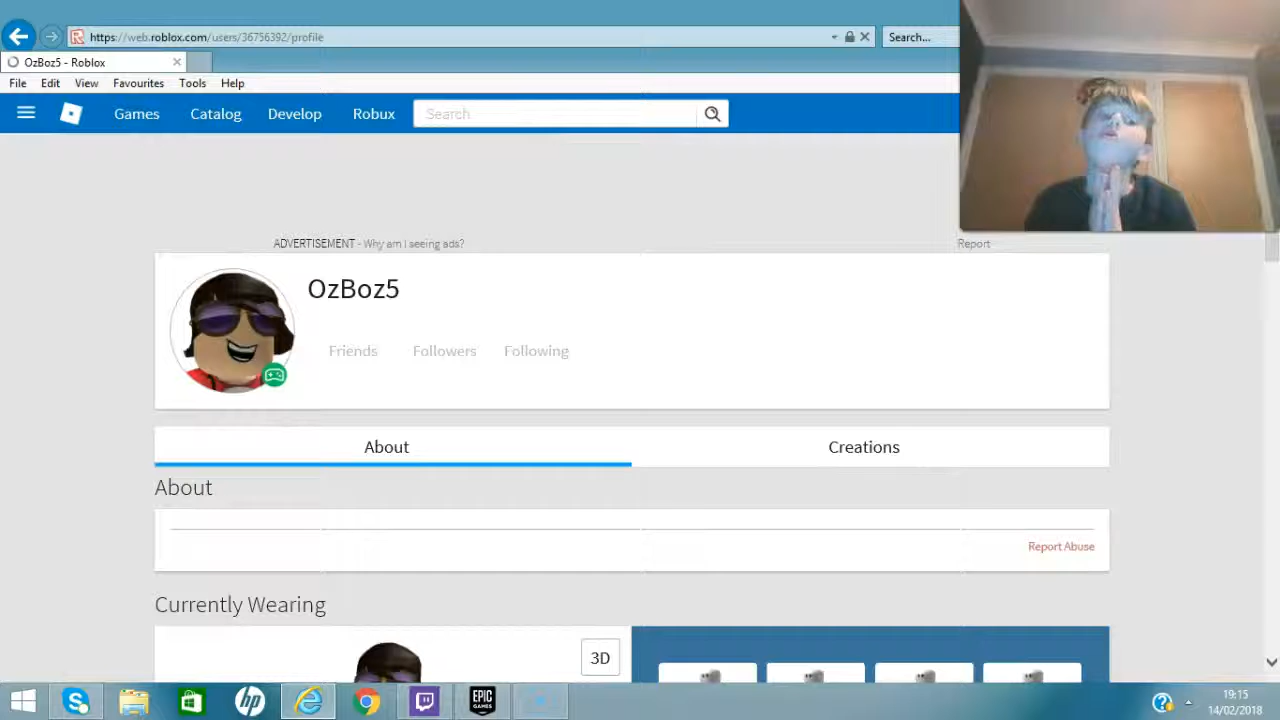 https://web.roblox.com/users/36756392/profile
Search...
OzBoz5 - Roblox
File Edit View Favourites Tools Help
Games Catalog Develop Robux Search
ADVERTISEMENT - Why am I seeing ads? Report
OzBoz5
Friends Followers Following
About Creations
About
Report Abuse
Currently Wearing
3D
EPIC GAMES
19:15
14/02/2018